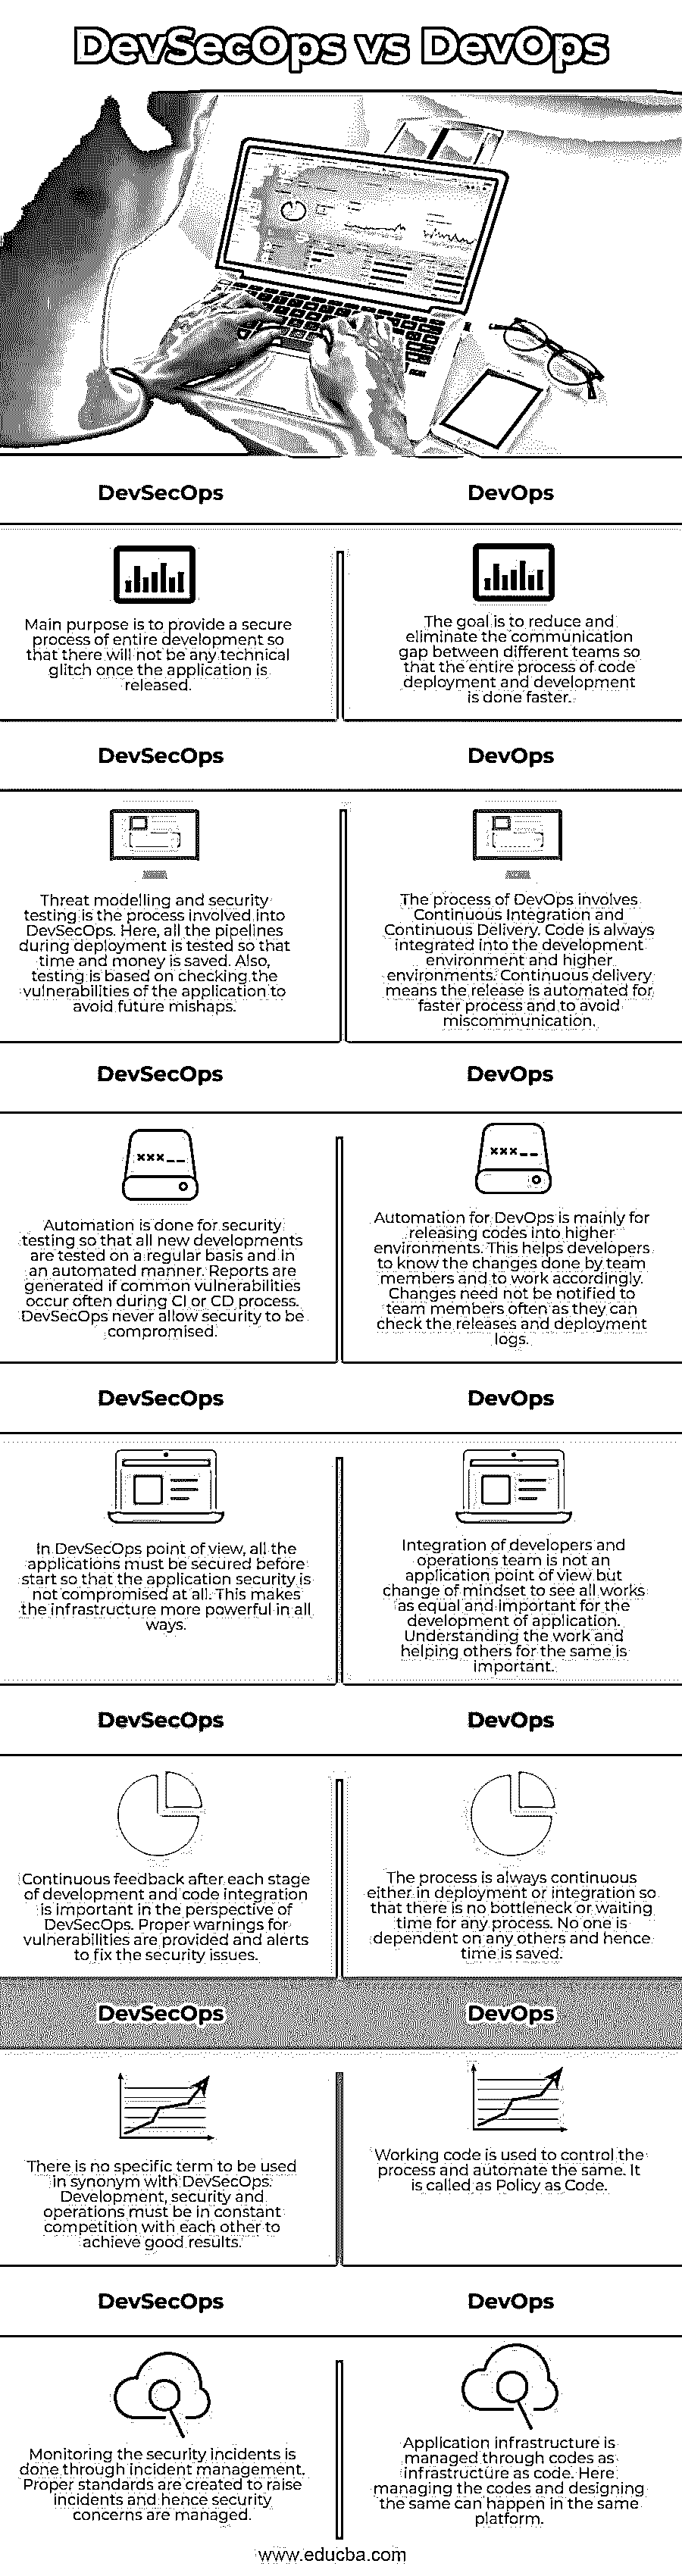 DevSecOps vs DevOps
DevSecOps
DevOps
Main purpose is to provide a secure
process of entire development so
that there will not be any technical
glitch once the application is
released.
The goal is to reduce and
eliminate the communication
gap between different teams so
that the entire process of code
deployment and development
is done faster.
DevSecOps
DevOps
Threat modelling and security
testing is the process involved into
DevSecOps. Here, all the pipelines
during deployment is tested so that
time and money is saved. Also,
testing is based on checking the
vulnerabilities of the application to
avoid future mishaps.
The process of DevOps involves
Continuous Integration and
Continuous Delivery. Code is always
integrated into the development
environment and higher
environments. Continuous delivery
means the release is automated for
faster process and to avoid
miscommunication.
DevSecOps
DevOps
xxx__
xxx__
Automation is done for security
testing so that all new developments
are tested on a regular basis and in
an automated manner. Reports are
generated if common vulnerabilities
occur often during CI or CD process.
DevSecOps never allow security to be
compromised.
Automation for DevOps is mainly for
releasing codes into higher
environments. This helps developers
to know the changes done by team
members and to work accordingly.
Changes need not be notified to
team members often as they can
check the releases and deployment
logs.
DevSecOps
DevOps
In DevSecOps point of view, all the
applications must be secured before
start so that the application security is
not compromised at all. This makes
the infrastructure more powerful in all
ways.
Integration of developers and
operations team is not an
application point of view but
change of mindset to see all works
as equal and important for the
development of application.
Understanding the work and
helping others for the same is
important.
DevSecOps
DevOps
Continuous feedback after each stage
of development and code integration
is important in the perspective of
DevSecOps. Proper warnings for
vulnerabilities are provided and alerts
to fix the security issues.
The process is always continuous
either in deployment or integration so
that there is no bottleneck or waiting
time for any process. No one is
dependent on any others and hence
time is saved.
DevSecOps
DevOps
There is no specific term to be used
in synonym with DevSecOps.
Development, security and
operations must be in constant
competition with each other to
achieve good results.
Working code is used to control the
process and automate the same. It
is called as Policy as Code.
DevSecOps
DevOps
Monitoring the security incidents is
done through incident management.
Proper standards are created to raise
incidents and hence security
concerns are managed.
Application infrastructure is
managed through codes as
infrastructure as code. Here
managing the codes and designing
the same can happen in the same
platform.
www.educba.com